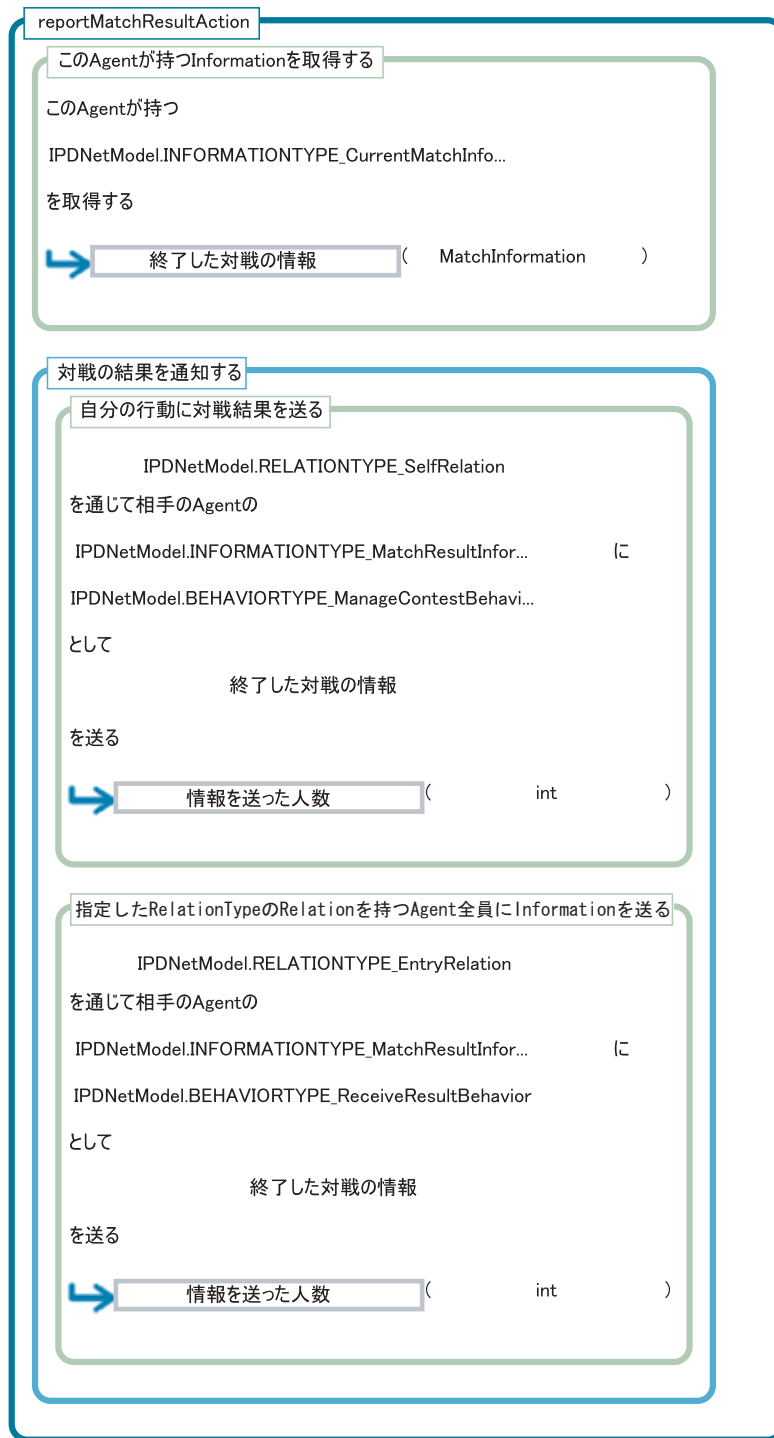 reportMatchResultAction
このAgentが持つInformationを取得する
このAgentが持つ
IPDNetModel.INFORMATIONTYPE_CurrentMatchInfo...
を取得する
終了した対戦の情報 ( MatchInformation )
対戦の結果を通知する
自分の行動に対戦結果を送る
IPDNetModel.RELATIONTYPE_SelfRelation
を通じて相手のAgentの
IPDNetModel.INFORMATIONTYPE_MatchResultInfor... に
IPDNetModel.BEHAVIORTYPE_ManageContestBehavi...
として
終了した対戦の情報
を送る
情報を送った人数 ( int )
指定したRelationTypeのRelationを持つAgent全員にInformationを送る
IPDNetModel.RELATIONTYPE_EntryRelation
を通じて相手のAgentの
IPDNetModel.INFORMATIONTYPE_MatchResultInfor... に
IPDNetModel.BEHAVIORTYPE_ReceiveResultBehavior
として
終了した対戦の情報
を送る
情報を送った人数 ( int )